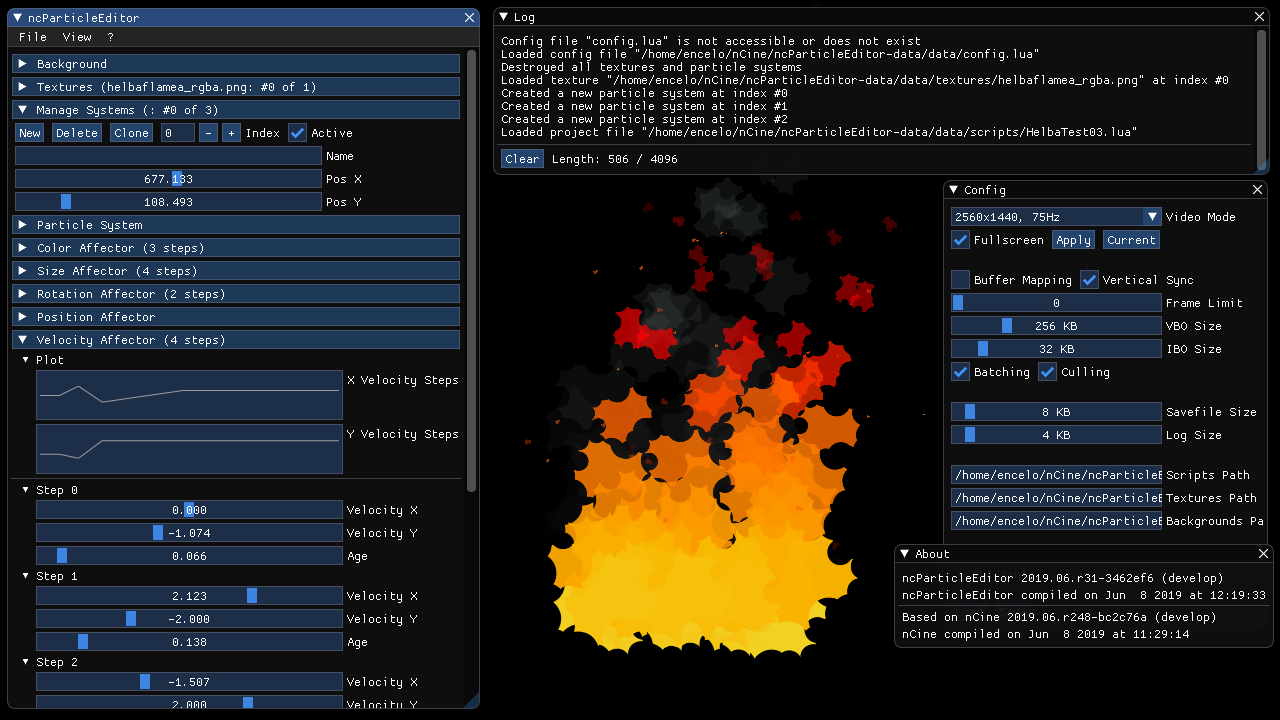 ncParticleEditor
File View ?
Background
Textures (helbaflamea_rgba.png: #0 of 1)
Manage Systems (: #0 of 3)
New Delete Clone 0 - + Index Active
Name
677.133 Pos X
108.493 Pos Y
Particle System
Color Affector (3 steps)
Size Affector (4 steps)
Rotation Affector (2 steps)
Position Affector
Velocity Affector (4 steps)
Plot
X Velocity Steps
Y Velocity Steps
Step 0
0.000 Velocity X
-1.074 Velocity Y
0.066 Age
Step 1
2.123 Velocity X
-2.000 Velocity Y
0.138 Age
Step 2
-1.507 Velocity X
2.000 Velocity Y
Log
Config file "config.lua" is not accessible or does not exist
Loaded config file "/home/encelo/nCine/ncParticleEditor-data/data/config.lua"
Destroyed all textures and particle systems
Loaded texture "/home/encelo/nCine/ncParticleEditor-data/data/textures/helbaflamea_rgba.png" at index #0
Created a new particle system at index #0
Created a new particle system at index #1
Created a new particle system at index #2
Loaded project file "/home/encelo/nCine/ncParticleEditor-data/data/scripts/HelbaTest03.lua"
Clear Length: 506 / 4096
Config
2560x1440, 75Hz Video Mode
Fullscreen Apply Current
Buffer Mapping Vertical Sync
0 Frame Limit
256 KB VBO Size
32 KB IBO Size
Batching Culling
8 KB Savefile Size
4 KB Log Size
/home/encelo/nCine/ncParticleE Scripts Path
/home/encelo/nCine/ncParticleE Textures Path
/home/encelo/nCine/ncParticleE Backgrounds Pa
About
ncParticleEditor 2019.06.r31-3462ef6 (develop)
ncParticleEditor compiled on Jun  8 2019 at 12:19:33
Based on nCine 2019.06.r248-bc2c76a (develop)
nCine compiled on Jun  8 2019 at 11:29:14